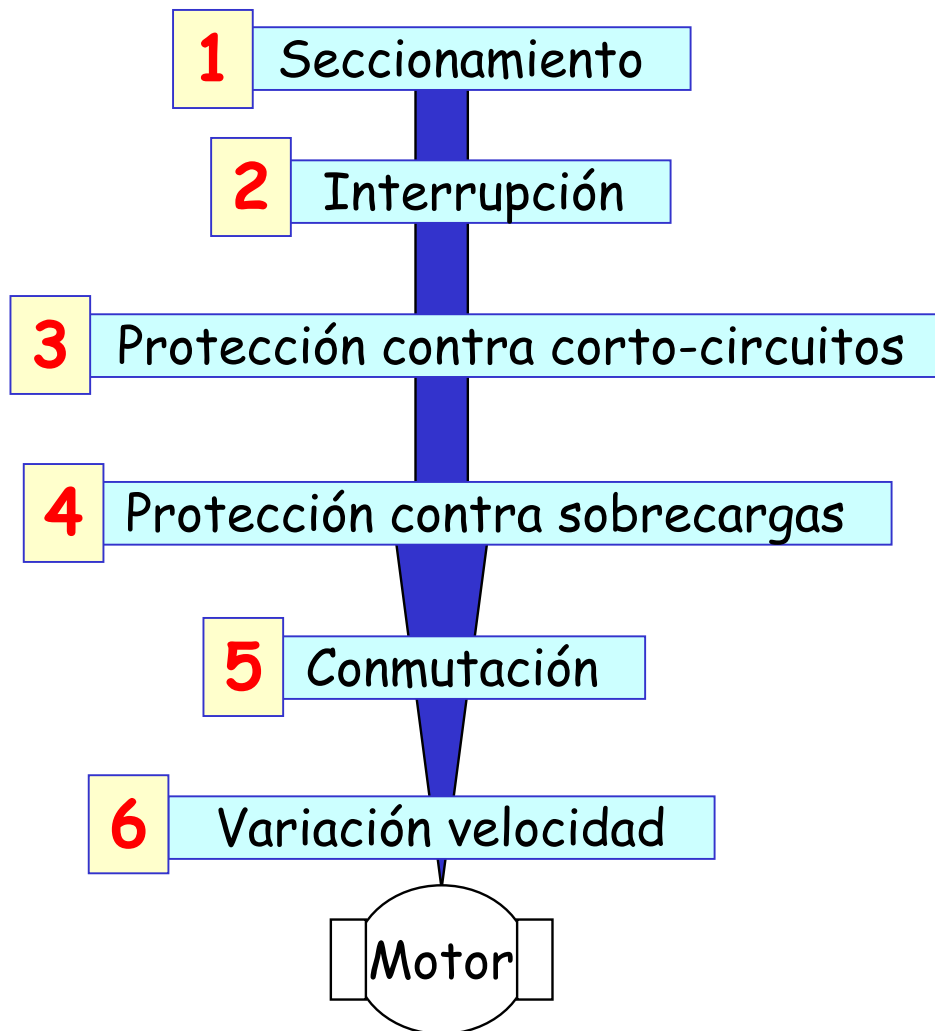 1 Seccionamiento
2 Interrupción
3 Protección contra corto-circuitos
4 Protección contra sobrecargas
5 Conmutación
6 Variación velocidad
Motor